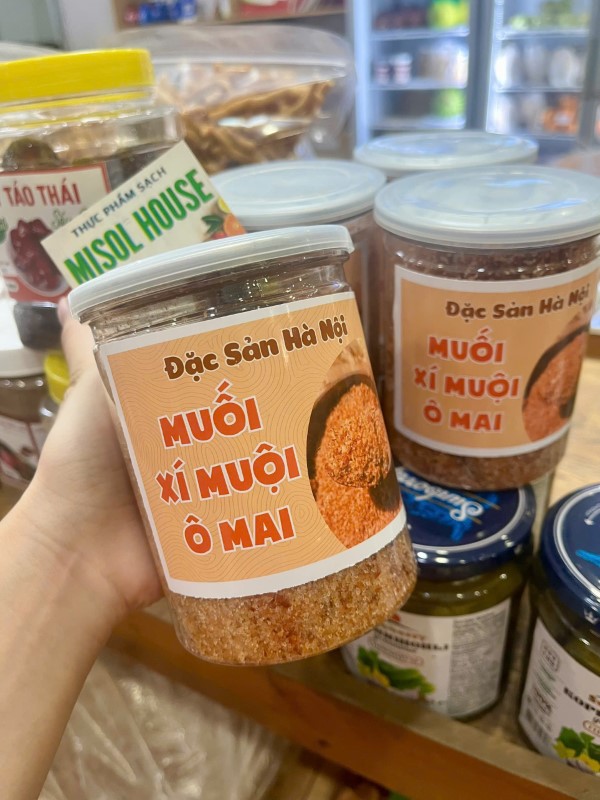 TÁO THÁI
THỰC PHẨM SẠCH
MISOL HOUSE
Đặc Sản Hà Nội
MUỐI
XÍ MUỘI
Ô MAI
Đặc Sản Hà Nội
MUỐI
XÍ MUỘI
Ô MAI